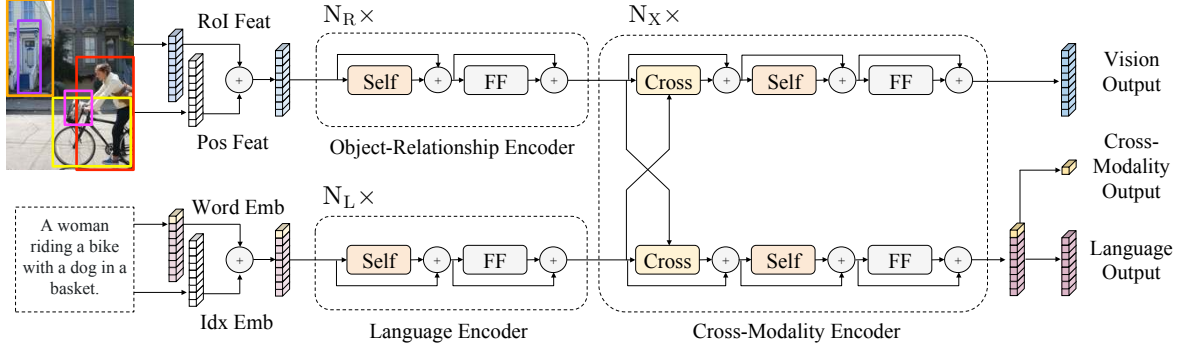 RoI Feat
Pos Feat
+
N_R ×
Self
+
FF
+
Object-Relationship Encoder
N_X ×
Cross
+
Self
+
FF
+
Vision
Output
Cross-
Modality
Output
A woman
riding a bike
with a dog in a
basket.
Word Emb
Idx Emb
+
N_L ×
Self
+
FF
+
Language Encoder
Cross
+
Self
+
FF
+
Cross-Modality Encoder
Language
Output